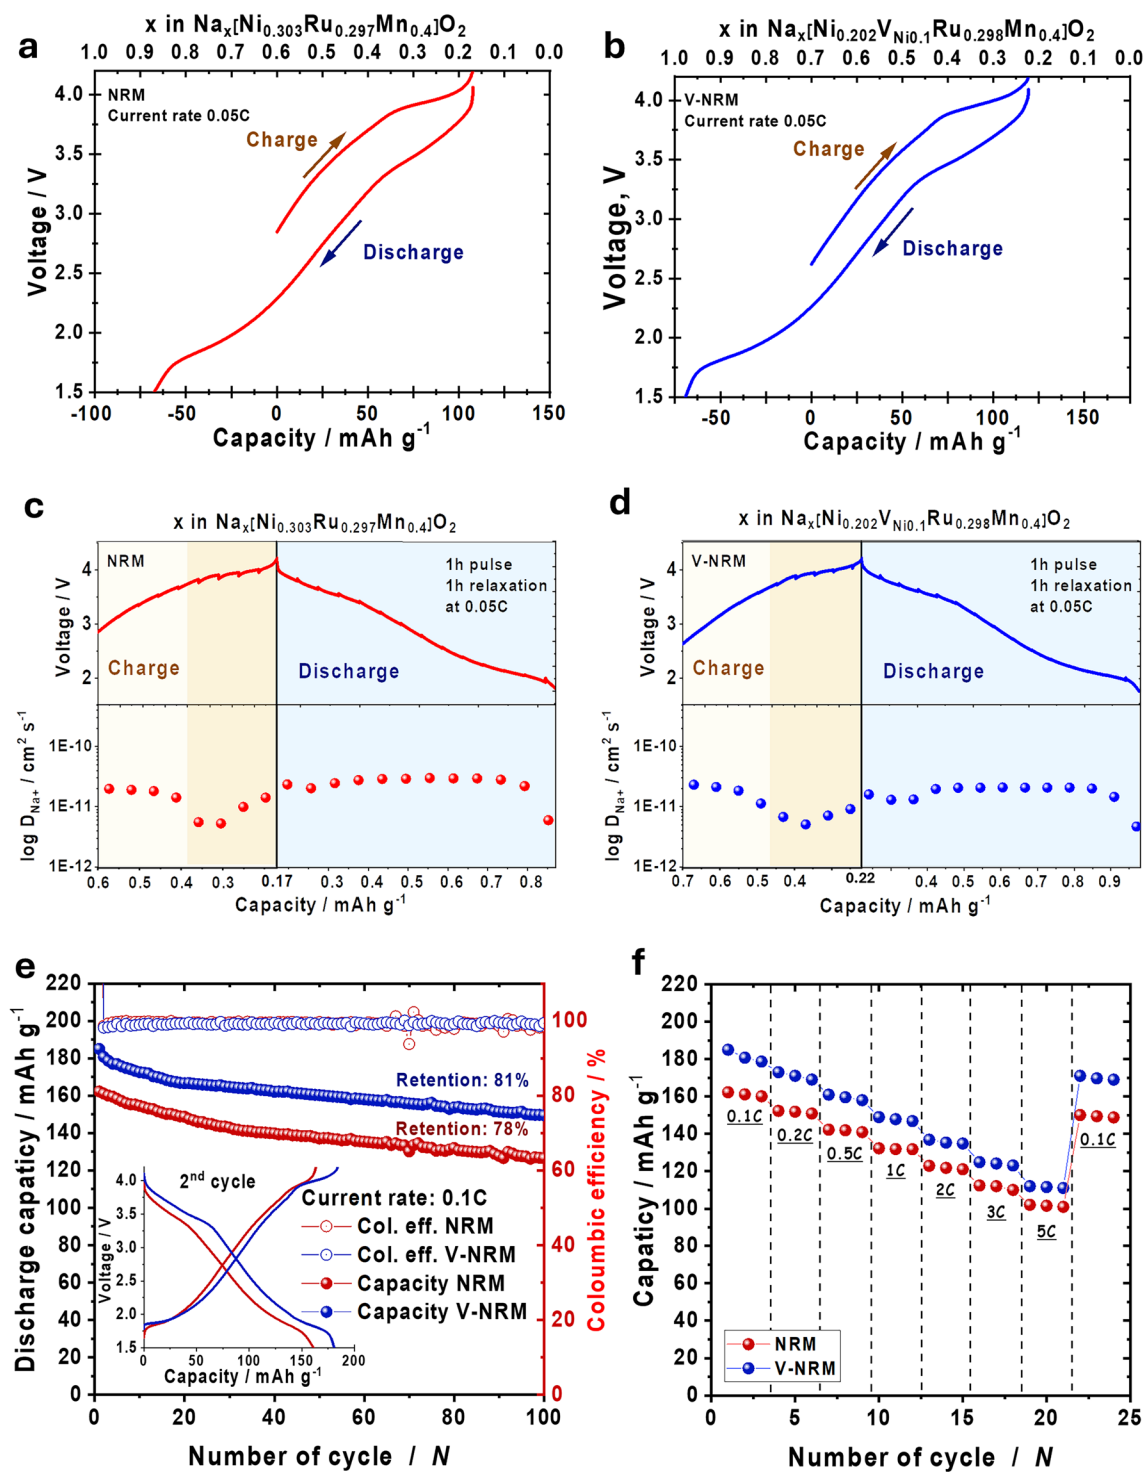 a
x in Naₓ[Ni₀.₃₀₃Ru₀.₂₉₇Mn₀.₄]O₂
1.0 0.9 0.8 0.7 0.6 0.5 0.4 0.3 0.2 0.1 0.0
NRM
Current rate 0.05C
Charge
Discharge
Voltage / V
4.0
3.5
3.0
2.5
2.0
1.5
-100 -50 0 50 100 150
Capacity / mAh g⁻¹
b
x in Naₓ[Ni₀.₂₀₂V_Ni0.1Ru₀.₂₉₈Mn₀.₄]O₂
1.0 0.9 0.8 0.7 0.6 0.5 0.4 0.3 0.2 0.1 0.0
V-NRM
Current rate 0.05C
Charge
Discharge
Voltage, V
4.0
3.5
3.0
2.5
2.0
1.5
-50 0 50 100 150
Capacity / mAh g⁻¹
c
x in Naₓ[Ni₀.₃₀₃Ru₀.₂₉₇Mn₀.₄]O₂
NRM
1h pulse
1h relaxation
at 0.05C
Charge
Discharge
Voltage / V
4
3
2
log D_Na+ / cm² s⁻¹
1E-10
1E-11
1E-12
0.6 0.5 0.4 0.3 0.17 0.3 0.4 0.5 0.6 0.7 0.8
Capacity / mAh g⁻¹
d
x in Naₓ[Ni₀.₂₀₂V_Ni0.1Ru₀.₂₉₈Mn₀.₄]O₂
V-NRM
1h pulse
1h relaxation
at 0.05C
Charge
Discharge
Voltage / V
4
3
2
log D_Na+ / cm² s⁻¹
1E-10
1E-11
1E-12
0.7 0.6 0.5 0.4 0.22 0.4 0.5 0.6 0.7 0.8 0.9
Capacity / mAh g⁻¹
e
Discharge capaticy / mAh g⁻¹
220
200
180
160
140
120
100
80
60
40
20
0
Retention: 81%
Retention: 78%
2nd cycle
Voltage / V
4.0
3.5
3.0
2.5
2.0
1.5
0 50 100 150 200
Capacity / mAh g⁻¹
Current rate: 0.1C
Col. eff. NRM
Col. eff. V-NRM
Capacity NRM
Capacity V-NRM
100
80
60
40
20
0
Coloumbic efficiency / %
0 20 40 60 80 100
Number of cycle / N
f
Capaticy / mAh g⁻¹
220
200
180
160
140
120
100
80
60
40
20
0
0.1C
0.2C
0.5C
1C
2C
3C
5C
0.1C
NRM
V-NRM
0 5 10 15 20 25
Number of cycle / N